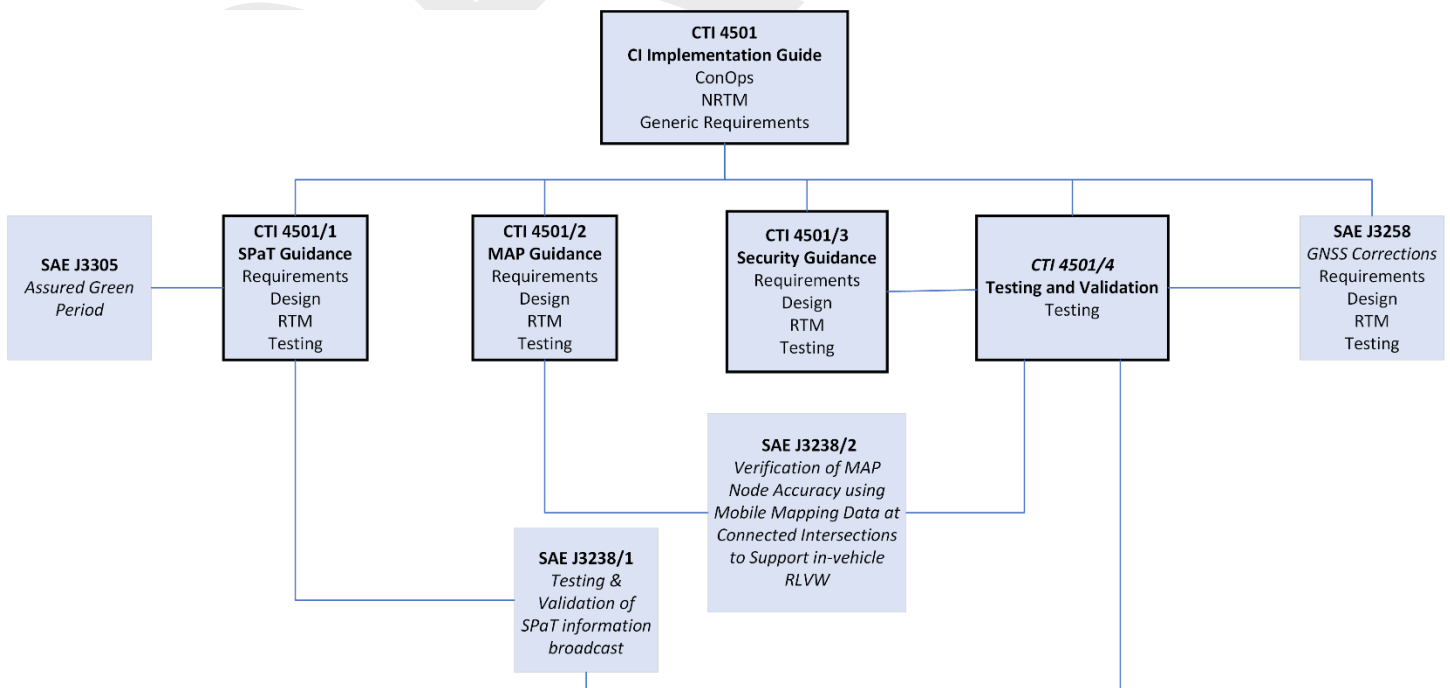 CTI 4501
CI Implementation Guide
ConOps
NRTM
Generic Requirements
SAE J3305
Assured Green
Period
CTI 4501/1
SPaT Guidance
Requirements
Design
RTM
Testing
CTI 4501/2
MAP Guidance
Requirements
Design
RTM
Testing
CTI 4501/3
Security Guidance
Requirements
Design
RTM
Testing
CTI 4501/4
Testing and Validation
Testing
SAE J3258
GNSS Corrections
Requirements
Design
RTM
Testing
SAE J3238/2
Verification of MAP
Node Accuracy using
Mobile Mapping Data at
Connected Intersections
to Support in-vehicle
RLVW
SAE J3238/1
Testing &
Validation of
SPaT information
broadcast